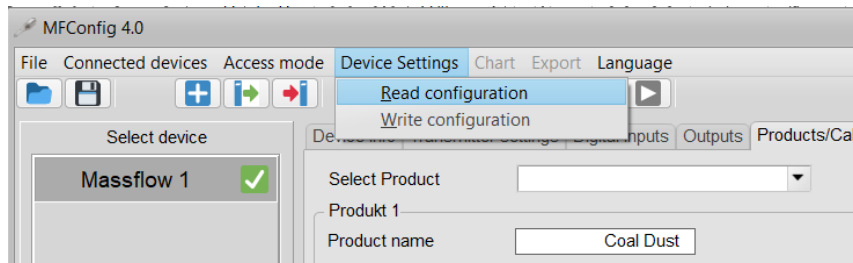 MFConfig 4.0
File Connected devices Access mode Device Settings Chart Export Language
Read configuration
Write configuration
Select device
Outputs Products/Cal
Massflow 1
Select Product
Produkt 1
Product name Coal Dust